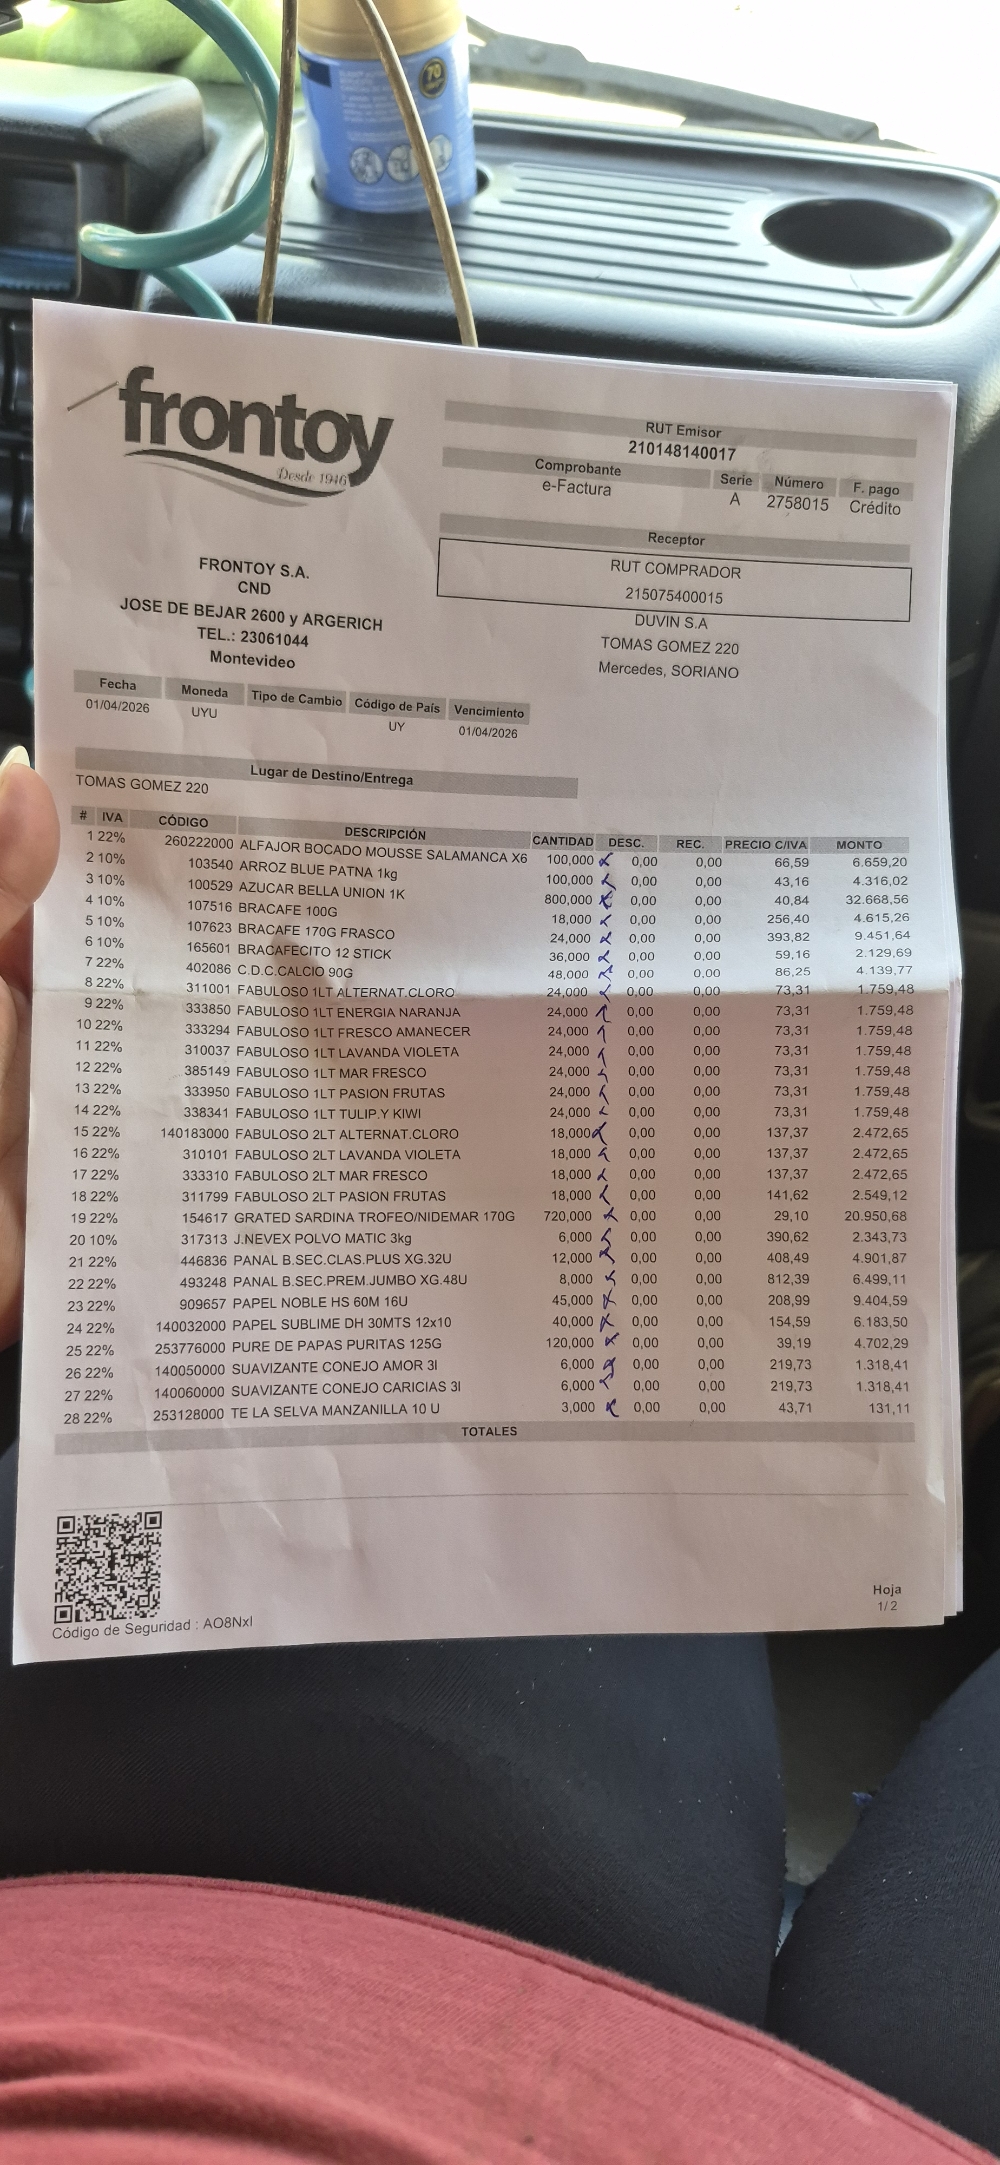 70
frontoy
Desde 1946
RUT Emisor
210148140017
Comprobante Serie Número F. pago
e-Factura A 2758015 Crédito
Receptor
RUT COMPRADOR
215075400015
DUVIN S.A
TOMAS GOMEZ 220
Mercedes, SORIANO
FRONTOY S.A.
CND
JOSE DE BEJAR 2600 y ARGERICH
TEL.: 23061044
Montevideo
Fecha Moneda Tipo de Cambio Código de País Vencimiento
01/04/2026 UYU UY 01/04/2026
Lugar de Destino/Entrega
TOMAS GOMEZ 220
# IVA CÓDIGO DESCRIPCIÓN CANTIDAD DESC. REC. PRECIO C/IVA MONTO
1 22% 260222000 ALFAJOR BOCADO MOUSSE SALAMANCA X6 100,000 0,00 0,00 66,59 6.659,20
2 10% 103540 ARROZ BLUE PATNA 1kg 100,000 0,00 0,00 43,16 4.316,02
3 10% 100529 AZUCAR BELLA UNION 1K 800,000 0,00 0,00 40,84 32.668,56
4 10% 107516 BRACAFE 100G 18,000 0,00 0,00 256,40 4.615,26
5 10% 107623 BRACAFE 170G FRASCO 24,000 0,00 0,00 393,82 9.451,64
6 10% 165601 BRACAFECITO 12 STICK 36,000 0,00 0,00 59,16 2.129,69
7 22% 402086 C.D.C.CALCIO 90G 48,000 0,00 0,00 86,25 4.139,77
8 22% 311001 FABULOSO 1LT ALTERNAT.CLORO 24,000 0,00 0,00 73,31 1.759,48
9 22% 333850 FABULOSO 1LT ENERGIA NARANJA 24,000 0,00 0,00 73,31 1.759,48
10 22% 333294 FABULOSO 1LT FRESCO AMANECER 24,000 0,00 0,00 73,31 1.759,48
11 22% 310037 FABULOSO 1LT LAVANDA VIOLETA 24,000 0,00 0,00 73,31 1.759,48
12 22% 385149 FABULOSO 1LT MAR FRESCO 24,000 0,00 0,00 73,31 1.759,48
13 22% 333950 FABULOSO 1LT PASION FRUTAS 24,000 0,00 0,00 73,31 1.759,48
14 22% 338341 FABULOSO 1LT TULIP.Y KIWI 24,000 0,00 0,00 73,31 1.759,48
15 22% 140183000 FABULOSO 2LT ALTERNAT.CLORO 18,000 0,00 0,00 137,37 2.472,65
16 22% 310101 FABULOSO 2LT LAVANDA VIOLETA 18,000 0,00 0,00 137,37 2.472,65
17 22% 333310 FABULOSO 2LT MAR FRESCO 18,000 0,00 0,00 137,37 2.472,65
18 22% 311799 FABULOSO 2LT PASION FRUTAS 18,000 0,00 0,00 141,62 2.549,12
19 22% 154617 GRATED SARDINA TROFEO/NIDEMAR 170G 720,000 0,00 0,00 29,10 20.950,68
20 10% 317313 J.NEVEX POLVO MATIC 3kg 6,000 0,00 0,00 390,62 2.343,73
21 22% 446836 PANAL B.SEC.CLAS.PLUS XG.32U 12,000 0,00 0,00 408,49 4.901,87
22 22% 493248 PANAL B.SEC.PREM.JUMBO XG.48U 8,000 0,00 0,00 812,39 6.499,11
23 22% 909657 PAPEL NOBLE HS 60M 16U 45,000 0,00 0,00 208,99 9.404,59
24 22% 140032000 PAPEL SUBLIME DH 30MTS 12x10 40,000 0,00 0,00 154,59 6.183,50
25 22% 253776000 PURE DE PAPAS PURITAS 125G 120,000 0,00 0,00 39,19 4.702,29
26 22% 140050000 SUAVIZANTE CONEJO AMOR 3l 6,000 0,00 0,00 219,73 1.318,41
27 22% 140060000 SUAVIZANTE CONEJO CARICIAS 3l 6,000 0,00 0,00 219,73 1.318,41
28 22% 253128000 TE LA SELVA MANZANILLA 10 U 3,000 0,00 0,00 43,71 131,11
TOTALES
Hoja
1/2
Código de Seguridad : AO8Nxl